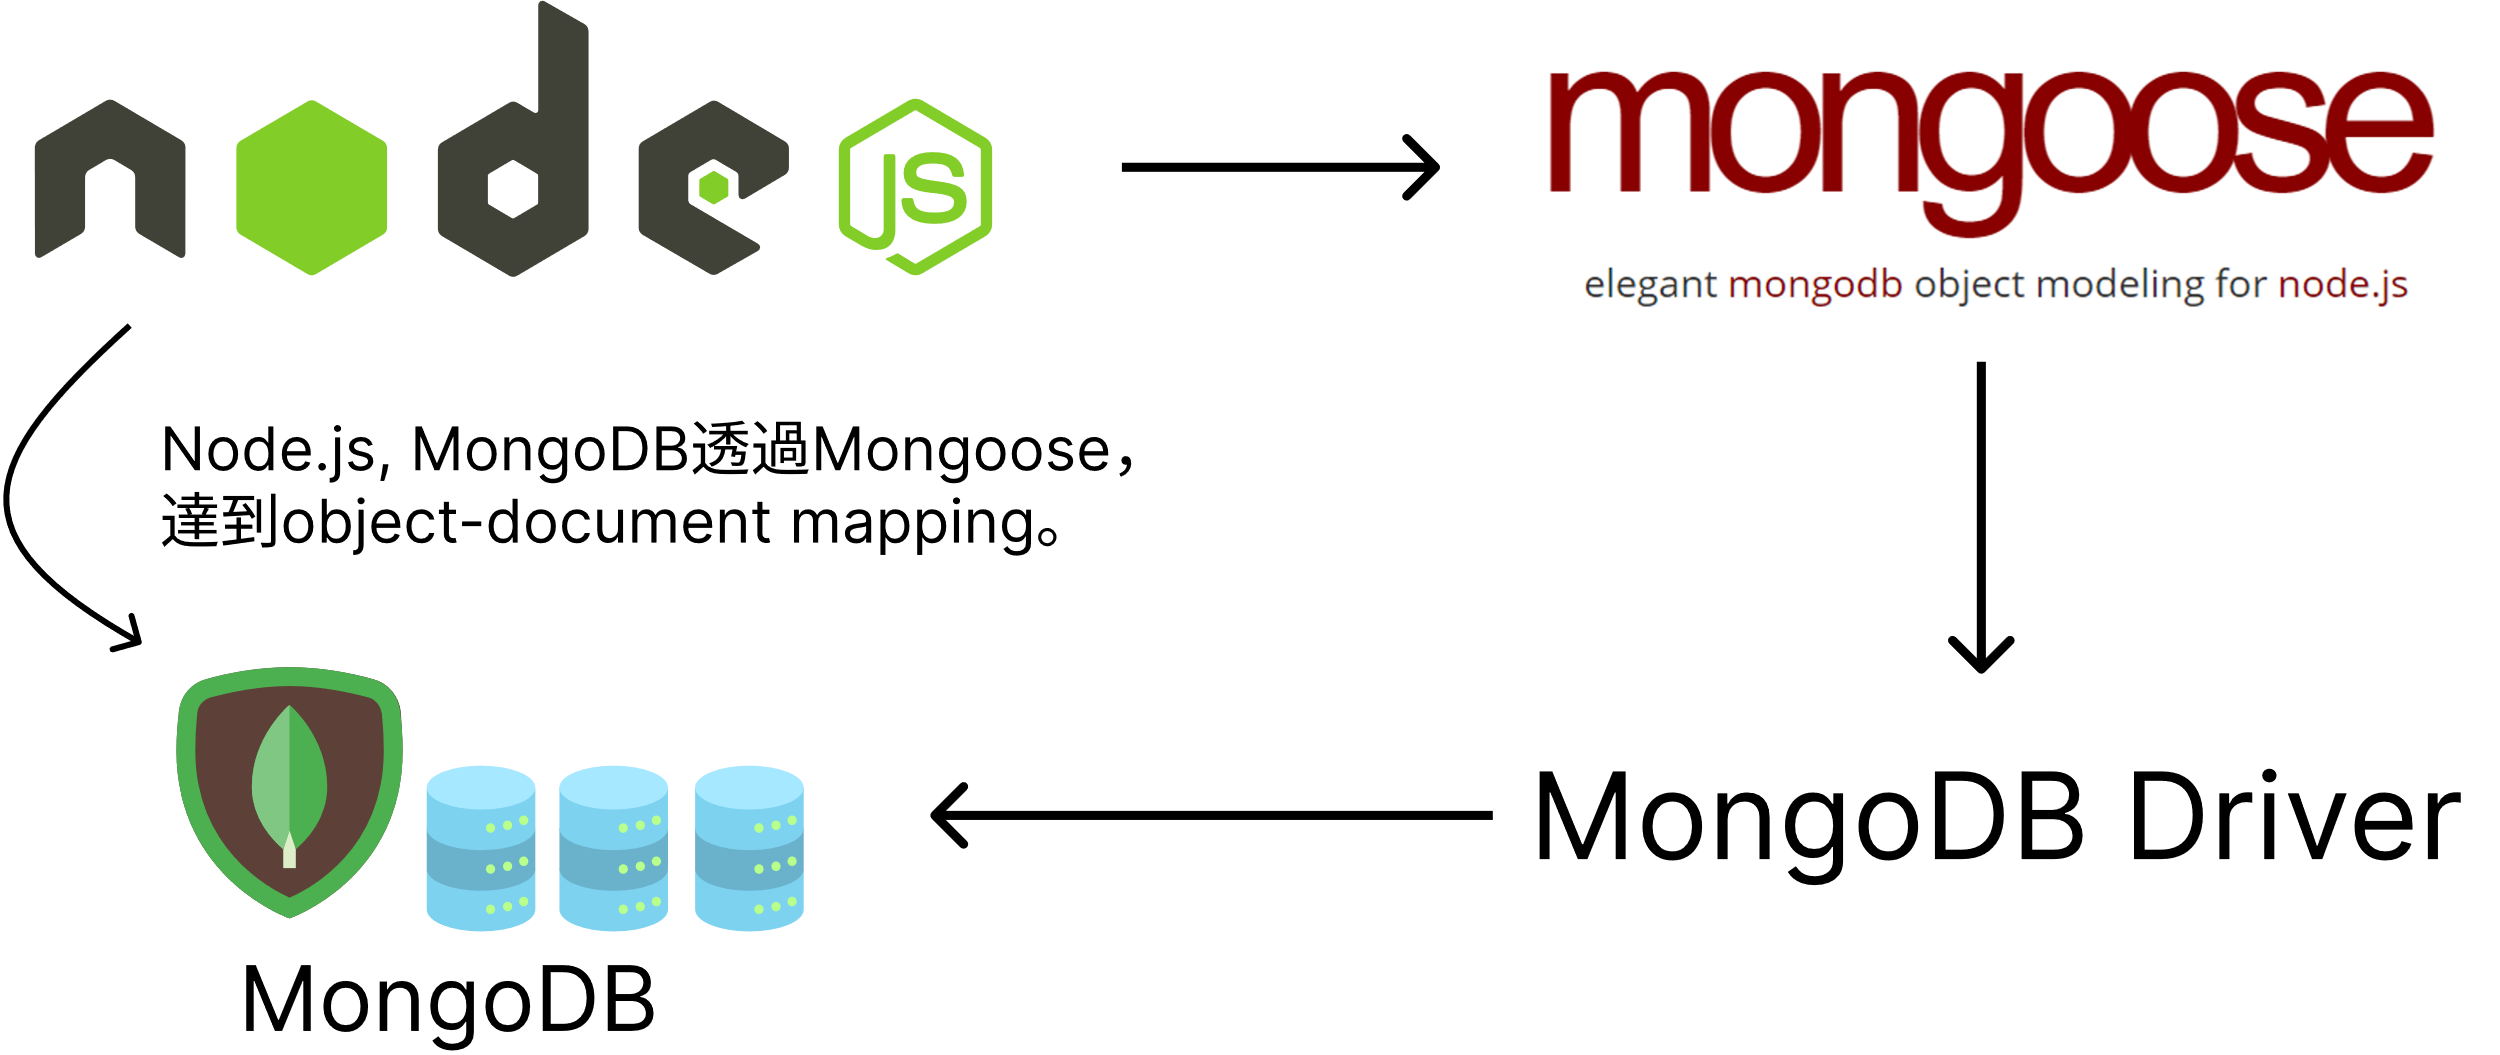 node JS
mongoose
elegant mongodb object modeling for node.js
Node.js, MongoDB透過Mongoose，
達到object-document mapping。
MongoDB Driver
MongoDB